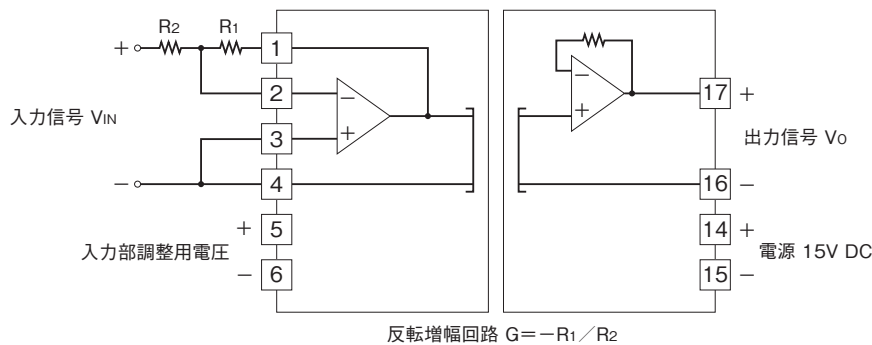 R2 R1
+ 1
2 −
入力信号 VIN
3 +
− 4
+ 5
入力部調整用電圧
− 6
−
+
17 +
出力信号 VO
16 −
14 +
電源 15V DC
15 −
反転増幅回路 G=−R1/R2